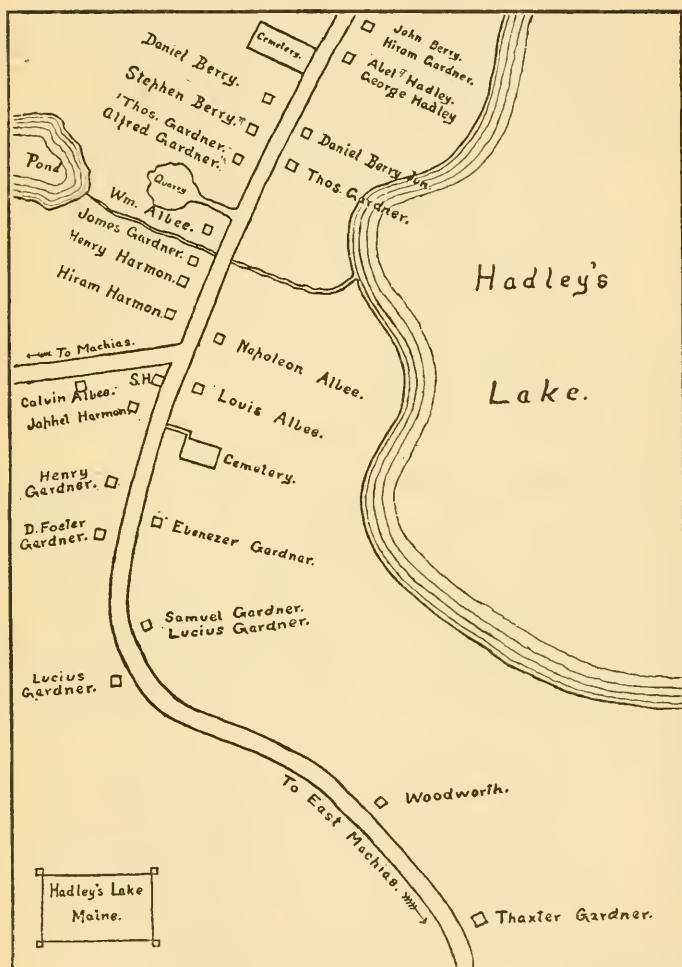 Cemetery.
John Berry.
Hiram Gardner.
Daniel Berry.
Abel Hadley.
George Hadley
Stephen Berry.
Thos. Gardner.
Alfred Gardner.
Daniel Berry Jun.
Thos. Gardner.
Pond
Quarry
Wm. Albee.
James Gardner.
Henry Harmon.
Hiram Harmon.
Hadley's
Lake.
To Machias.
Napoleon Albee.
S.H.
Calvin Albee.
Japhet Harmon
Louis Albee.
Cemetery.
Henry
Gardner.
D. Foster
Gardner.
Ebenezer Gardner.
Samuel Gardner.
Lucius Gardner.
Lucius
Gardner.
To East Machias.
Woodworth.
Thaxter Gardner.
Hadley's Lake
Maine.